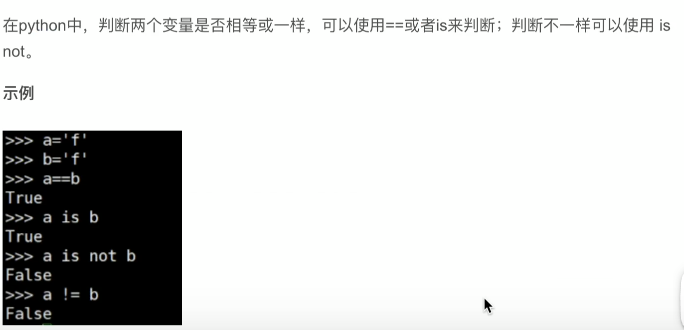 在python中，判断两个变量是否相等或一样，可以使用==或者is来判断；判断不一样可以使用 is
not。
示例
>>> a='f'
>>> b='f'
>>> a==b
True
>>> a is b
True
>>> a is not b
False
>>> a != b
False